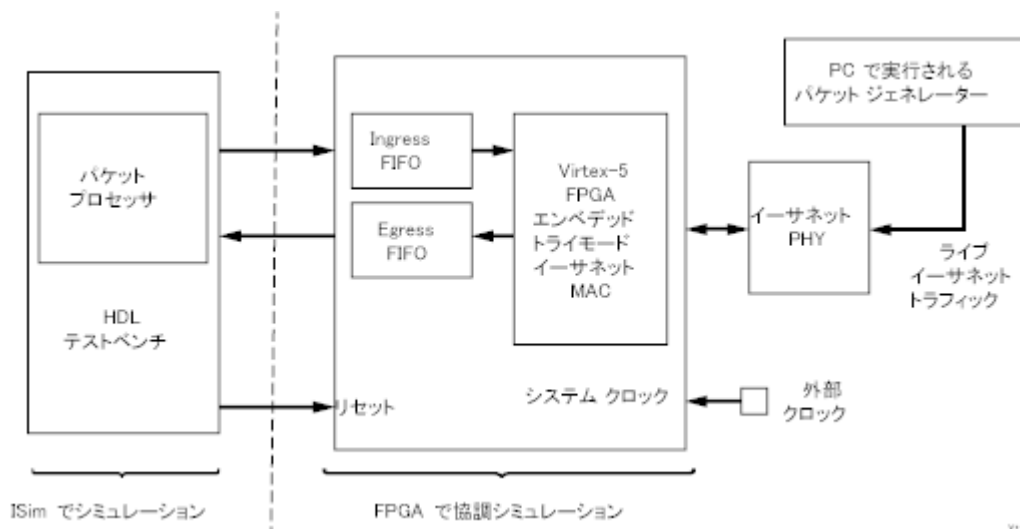 パケット
プロセッサ
HDL
テストベンチ
ISim でシミュレーション
Ingress
FIFO
Egress
FIFO
Virtex-5
FPGA
エンベデッド
トライモード
イーサネット
MAC
リセット
システム クロック
FPGA で協調シミュレーション
PC で実行される
パケット ジェネレーター
イーサネット
PHY
ライブ
イーサネット
トラフィック
外部
クロック